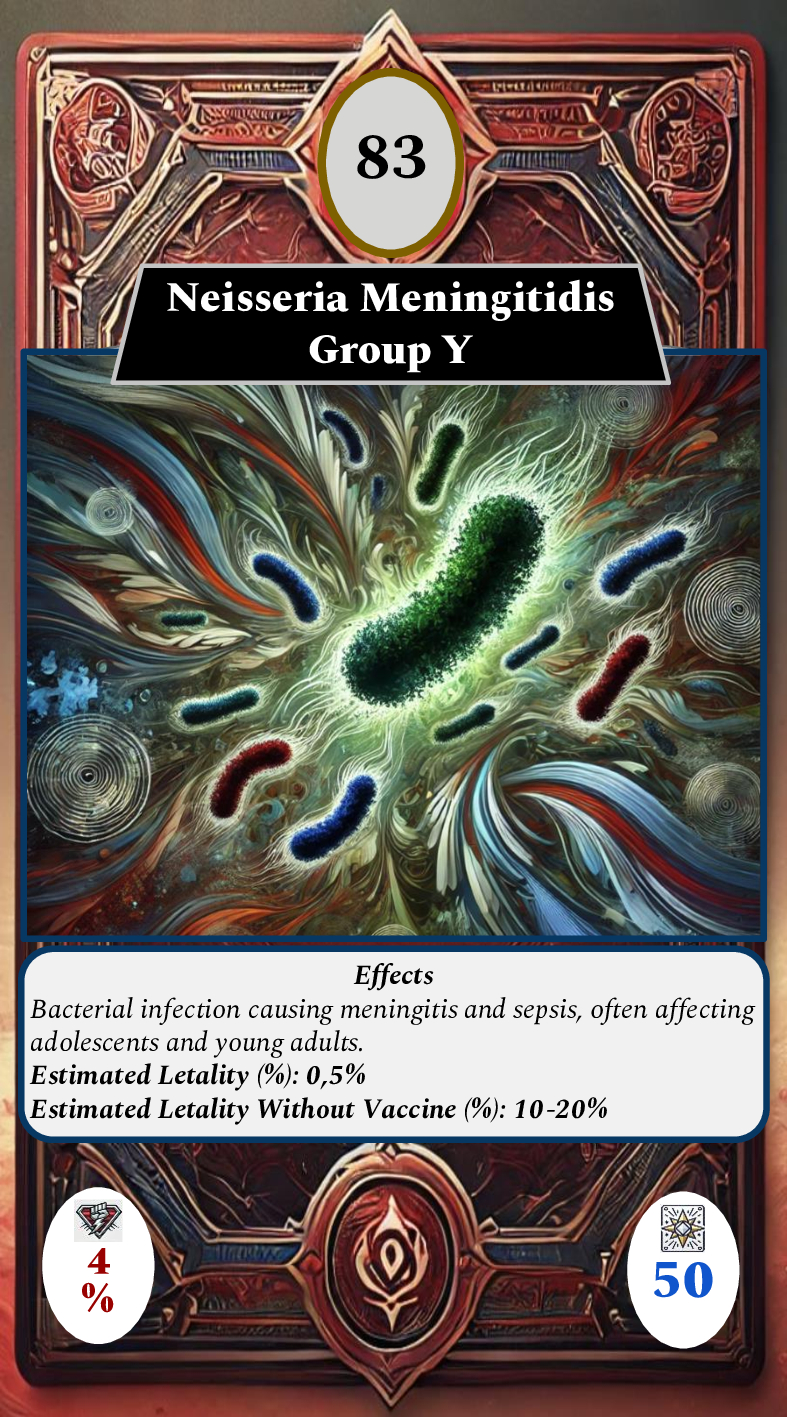 83
Neisseria Meningitidis
Group Y
Effects
Bacterial infection causing meningitis and sepsis, often affecting
adolescents and young adults.
Estimated Letality (%): 0,5%
Estimated Letality Without Vaccine (%): 10-20%
4
%
50